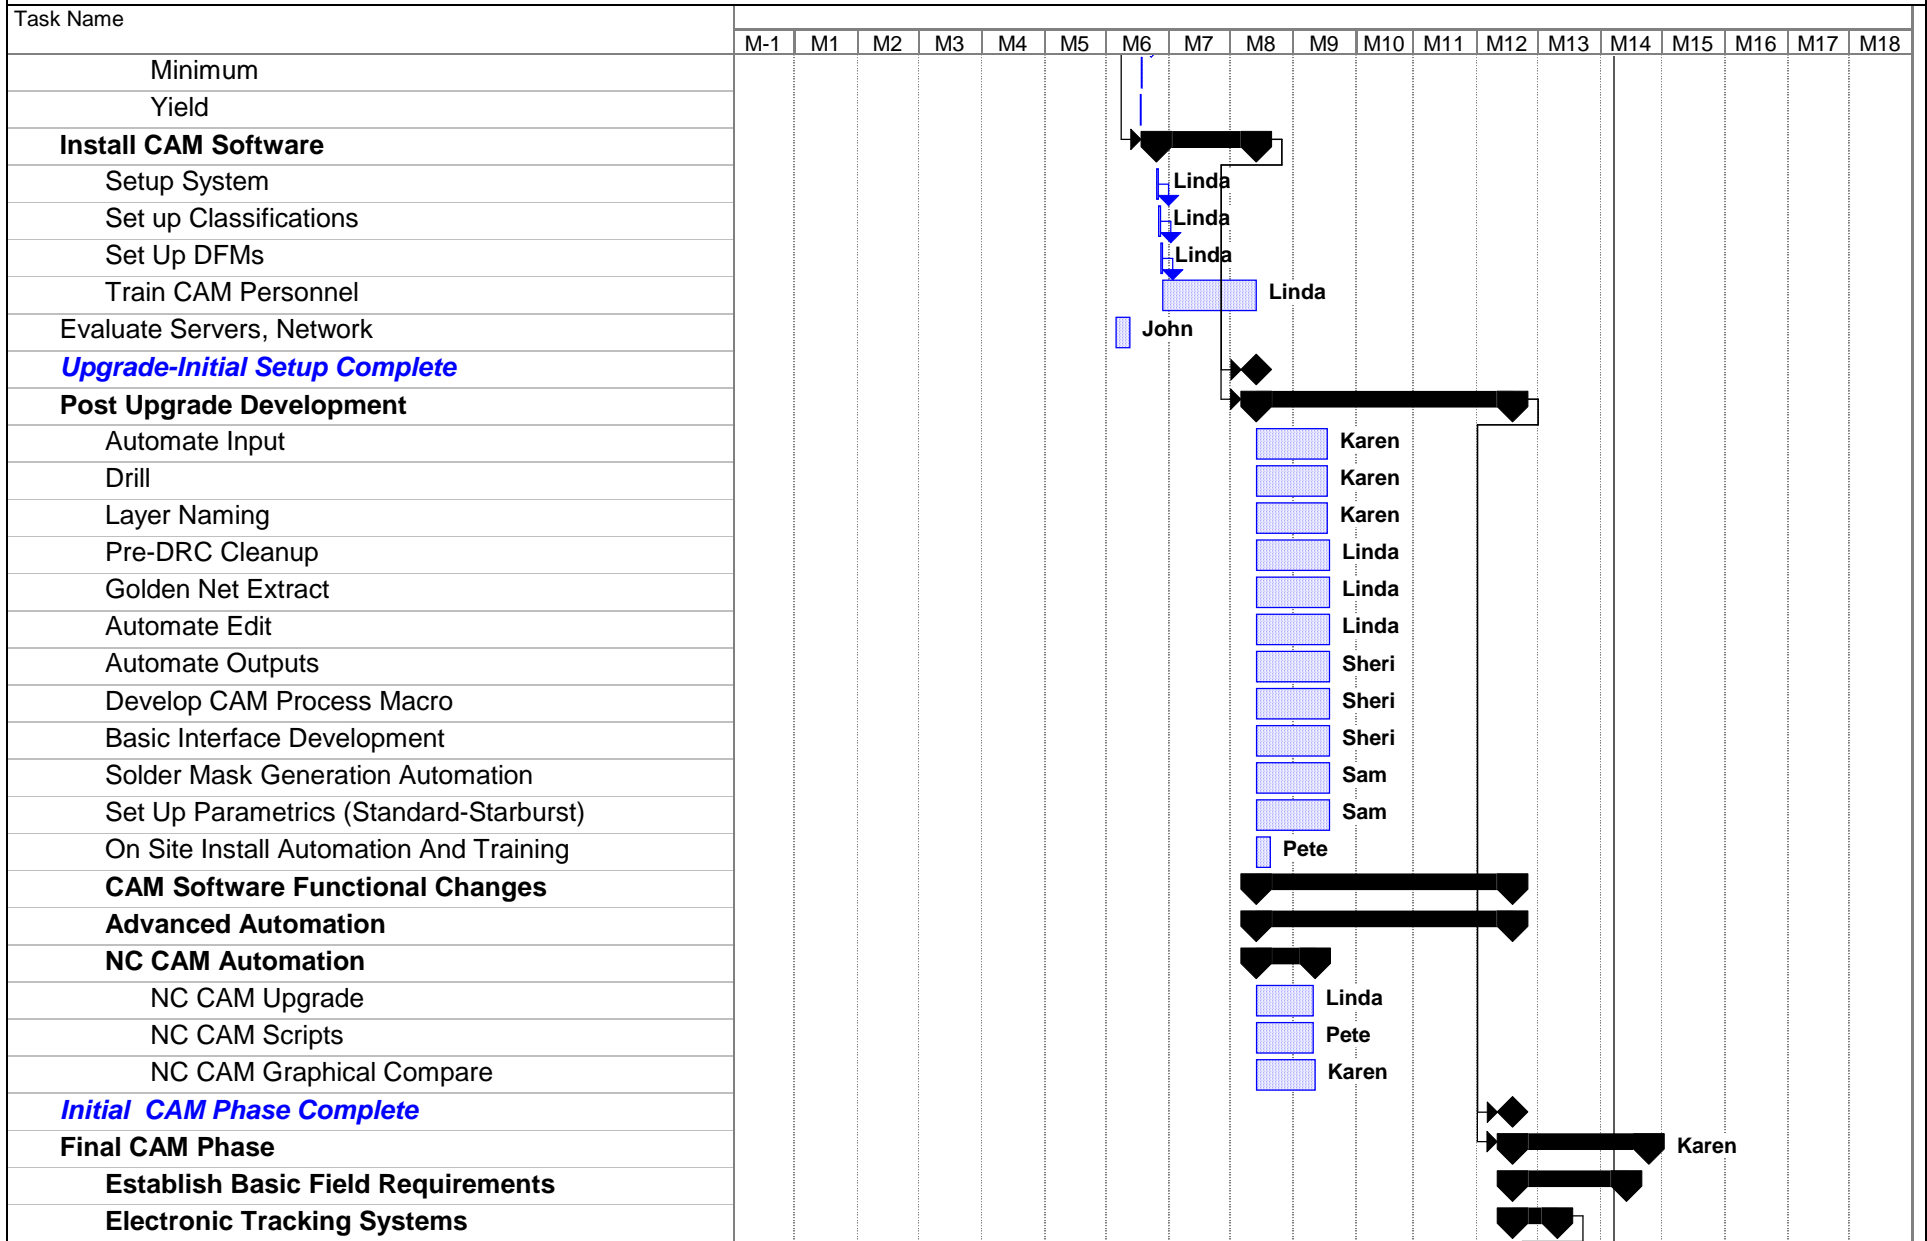 Task Name
M-1 M1 M2 M3 M4 M5 M6 M7 M8 M9 M10 M11 M12 M13 M14 M15 M16 M17 M18
Minimum
Yield
Install CAM Software
Setup System Linda
Set up Classifications Linda
Set Up DFMs Linda
Train CAM Personnel Linda
Evaluate Servers, Network John
Upgrade-Initial Setup Complete
Post Upgrade Development
Automate Input Karen
Drill Karen
Layer Naming Karen
Pre-DRC Cleanup Linda
Golden Net Extract Linda
Automate Edit Linda
Automate Outputs Sheri
Develop CAM Process Macro Sheri
Basic Interface Development Sheri
Solder Mask Generation Automation Sam
Set Up Parametrics (Standard-Starburst) Sam
On Site Install Automation And Training Pete
CAM Software Functional Changes
Advanced Automation
NC CAM Automation
NC CAM Upgrade Linda
NC CAM Scripts Pete
NC CAM Graphical Compare Karen
Initial CAM Phase Complete
Final CAM Phase Karen
Establish Basic Field Requirements
Electronic Tracking Systems